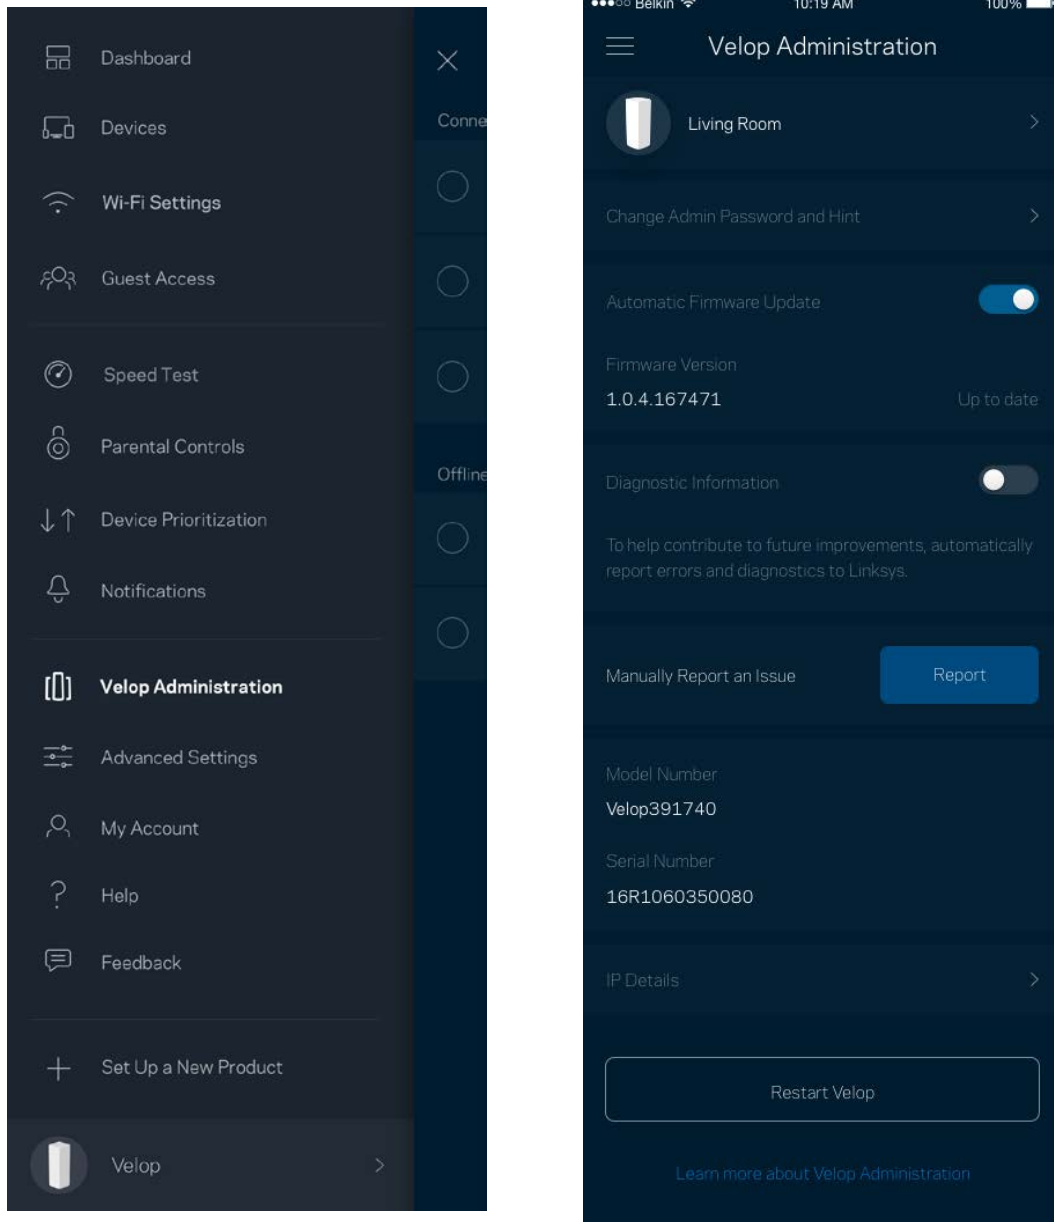 Dashboard
Devices
Wi-Fi Settings
Guest Access
Speed Test
Parental Controls
Device Prioritization
Notifications
Velop Administration
Advanced Settings
My Account
Help
Feedback
Set Up a New Product
Velop
Conne
Offline
Belkin 10:19 AM 100%
Velop Administration
Living Room
Change Admin Password and Hint
Automatic Firmware Update
Firmware Version
1.0.4.167471 Up to date
Diagnostic Information
To help contribute to future improvements, automatically
report errors and diagnostics to Linksys.
Manually Report an Issue Report
Model Number
Velop391740
Serial Number
16R1060350080
IP Details
Restart Velop
Learn more about Velop Administration